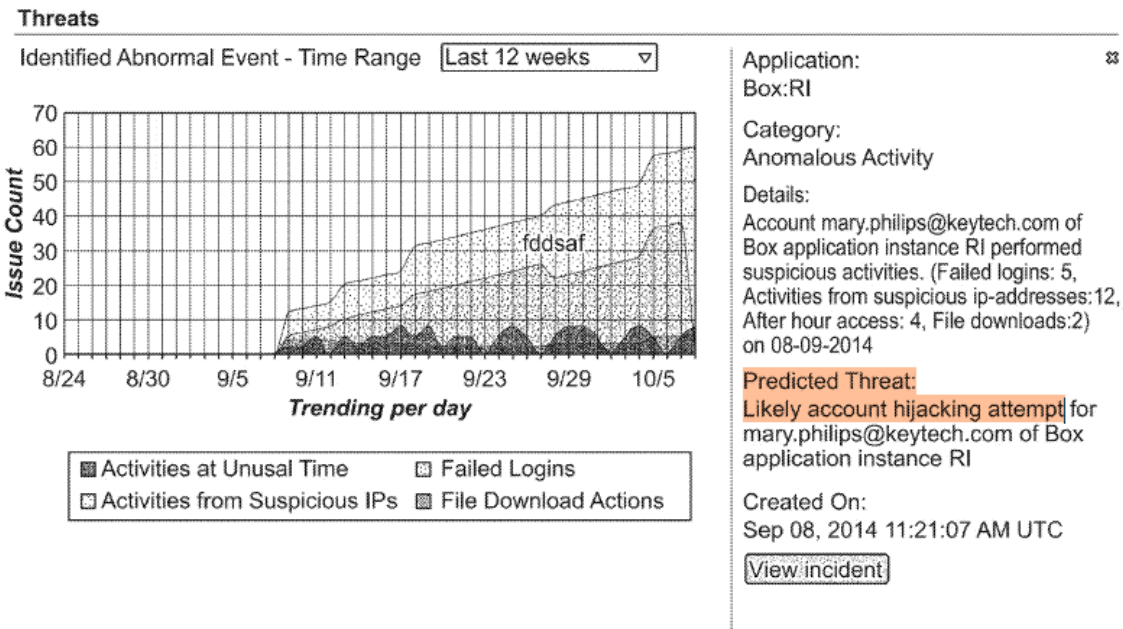 Threats
Identified Abnormal Event - Time Range Last 12 weeks
70
60
50
40
30
20
10
0
Issue Count
fddsaf
8/24 8/30 9/5 9/11 9/17 9/23 9/29 10/5
Trending per day
Activities at Unusal Time Failed Logins
Activities from Suspicious IPs File Download Actions
Application:
Box:RI
Category:
Anomalous Activity
Details:
Account mary.philips@keytech.com of
Box application instance RI performed
suspicious activities. (Failed logins: 5,
Activities from suspicious ip-addresses:12,
After hour access: 4, File downloads:2)
on 08-09-2014
Predicted Threat:
Likely account hijacking attempt for
mary.philips@keytech.com of Box
application instance RI
Created On:
Sep 08, 2014 11:21:07 AM UTC
View incident